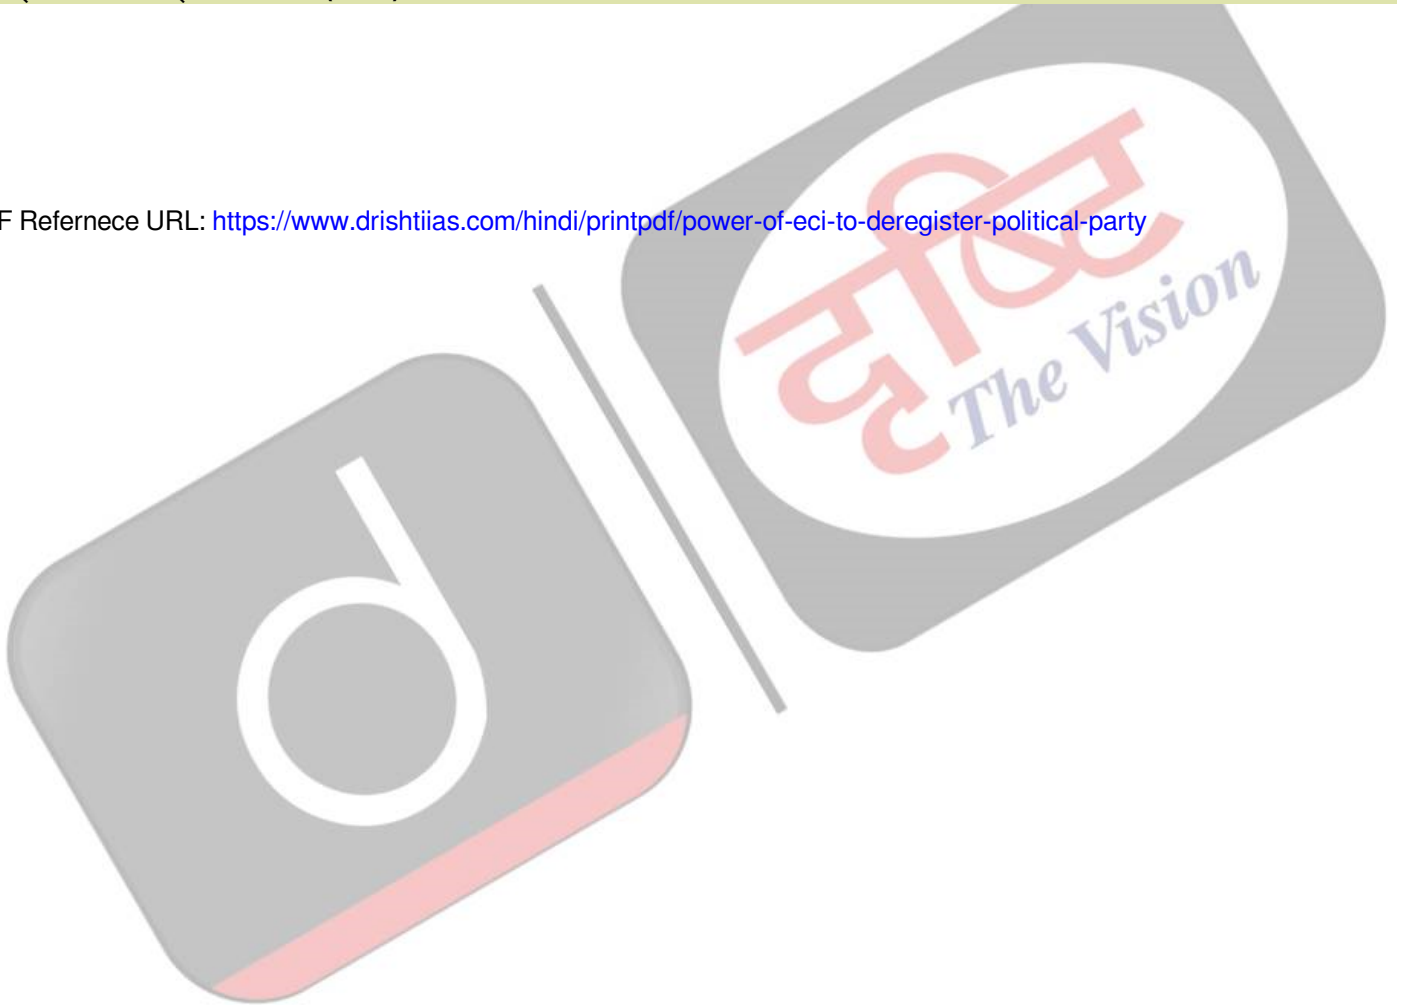 F Refernece URL: https://www.drishtiias.com/hindi/printpdf/power-of-eci-to-deregister-political-party
दृष्टि
The Vision
d